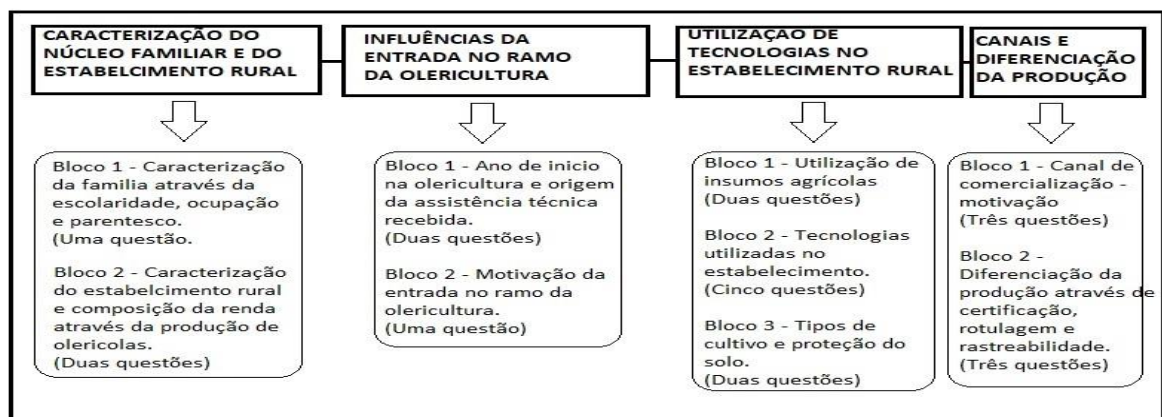 CARACTERIZAÇÃO DO
NÚCLEO FAMILIAR E DO
ESTABELCIMENTO RURAL
INFLUÊNCIAS DA
ENTRADA NO RAMO
DA OLERICULTURA
UTILIZAÇÃO DE
TECNOLOGIAS NO
ESTABELECIMENTO RURAL
CANAIS E
DIFERENCIAÇÃO
DA PRODUÇÃO
Bloco 1 - Caracterização
da familia através da
escolaridade, ocupação
e parentesco.
(Uma questão.
Bloco 2 - Caracterização
do estabelcimento rural
e composição da renda
através da produção de
olericolas.
(Duas questões)
Bloco 1 - Ano de inicio
na olericultura e origem
da assistência técnica
recebida.
(Duas questões)
Bloco 2 - Motivação da
entrada no ramo da
olericultura.
(Uma questão)
Bloco 1 - Utilização de
insumos agrícolas
(Duas questões)
Bloco 2 - Tecnologias
utilizadas no
estabelecimento.
(Cinco questões)
Bloco 3 - Tipos de
cultivo e proteção do
solo.
(Duas questões)
Bloco 1 - Canal de
comercialização -
motivação
(Três questões)
Bloco 2 -
Diferenciação da
produção através de
certificação,
rotulagem e
rastreabilidade.
(Três questões)